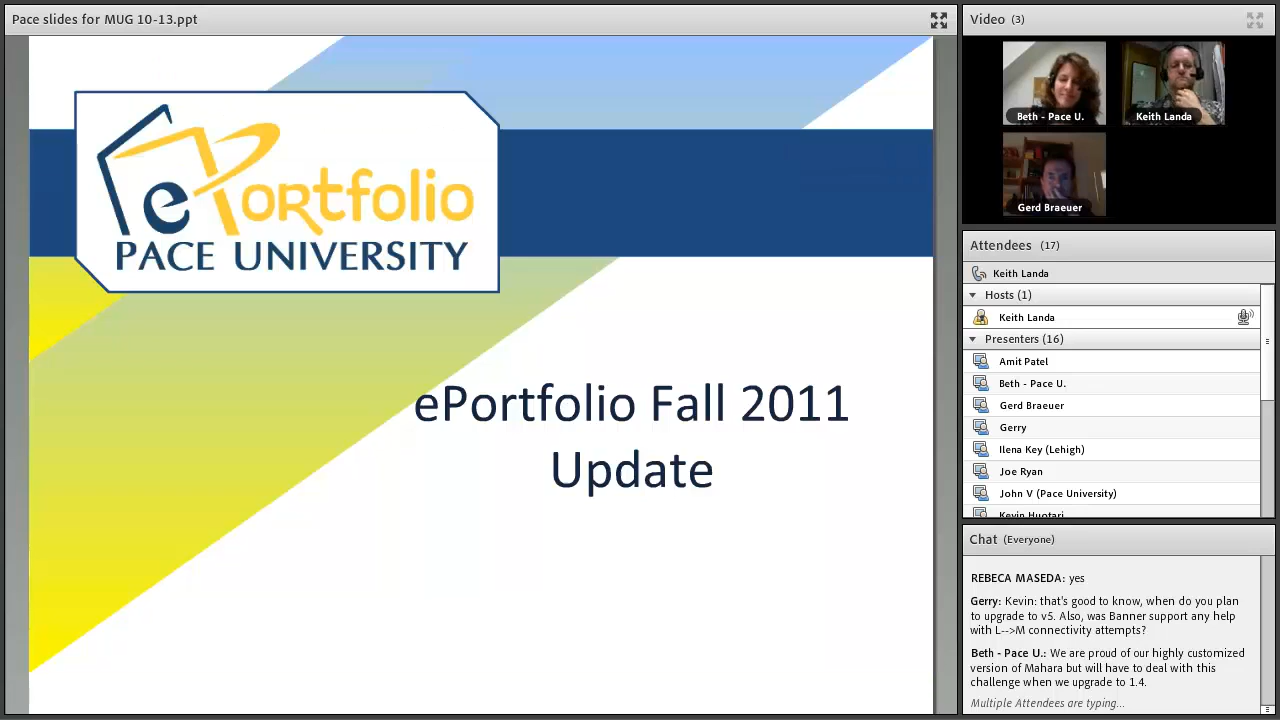 Pace slides for MUG 10-13.ppt
ePortfolio
PACE UNIVERSITY
ePortfolio Fall 2011
Update
Video (3)
Beth - Pace U.
Keith Landa
Gerd Braeuer
Attendees (17)
Keith Landa
Hosts (1)
Keith Landa
Presenters (16)
Amit Patel
Beth - Pace U.
Gerd Braeuer
Gerry
Ilena Key (Lehigh)
Joe Ryan
John V (Pace University)
Kevin Huotari
Chat (Everyone)
REBECA MASEDA: yes
Gerry: Kevin: that's good to know, when do you plan
to upgrade to v5. Also, was Banner support any help
with L-->M connectivity attempts?
Beth - Pace U.: We are proud of our highly customized
version of Mahara but will have to deal with this
challenge when we upgrade to 1.4.
Multiple Attendees are typing...